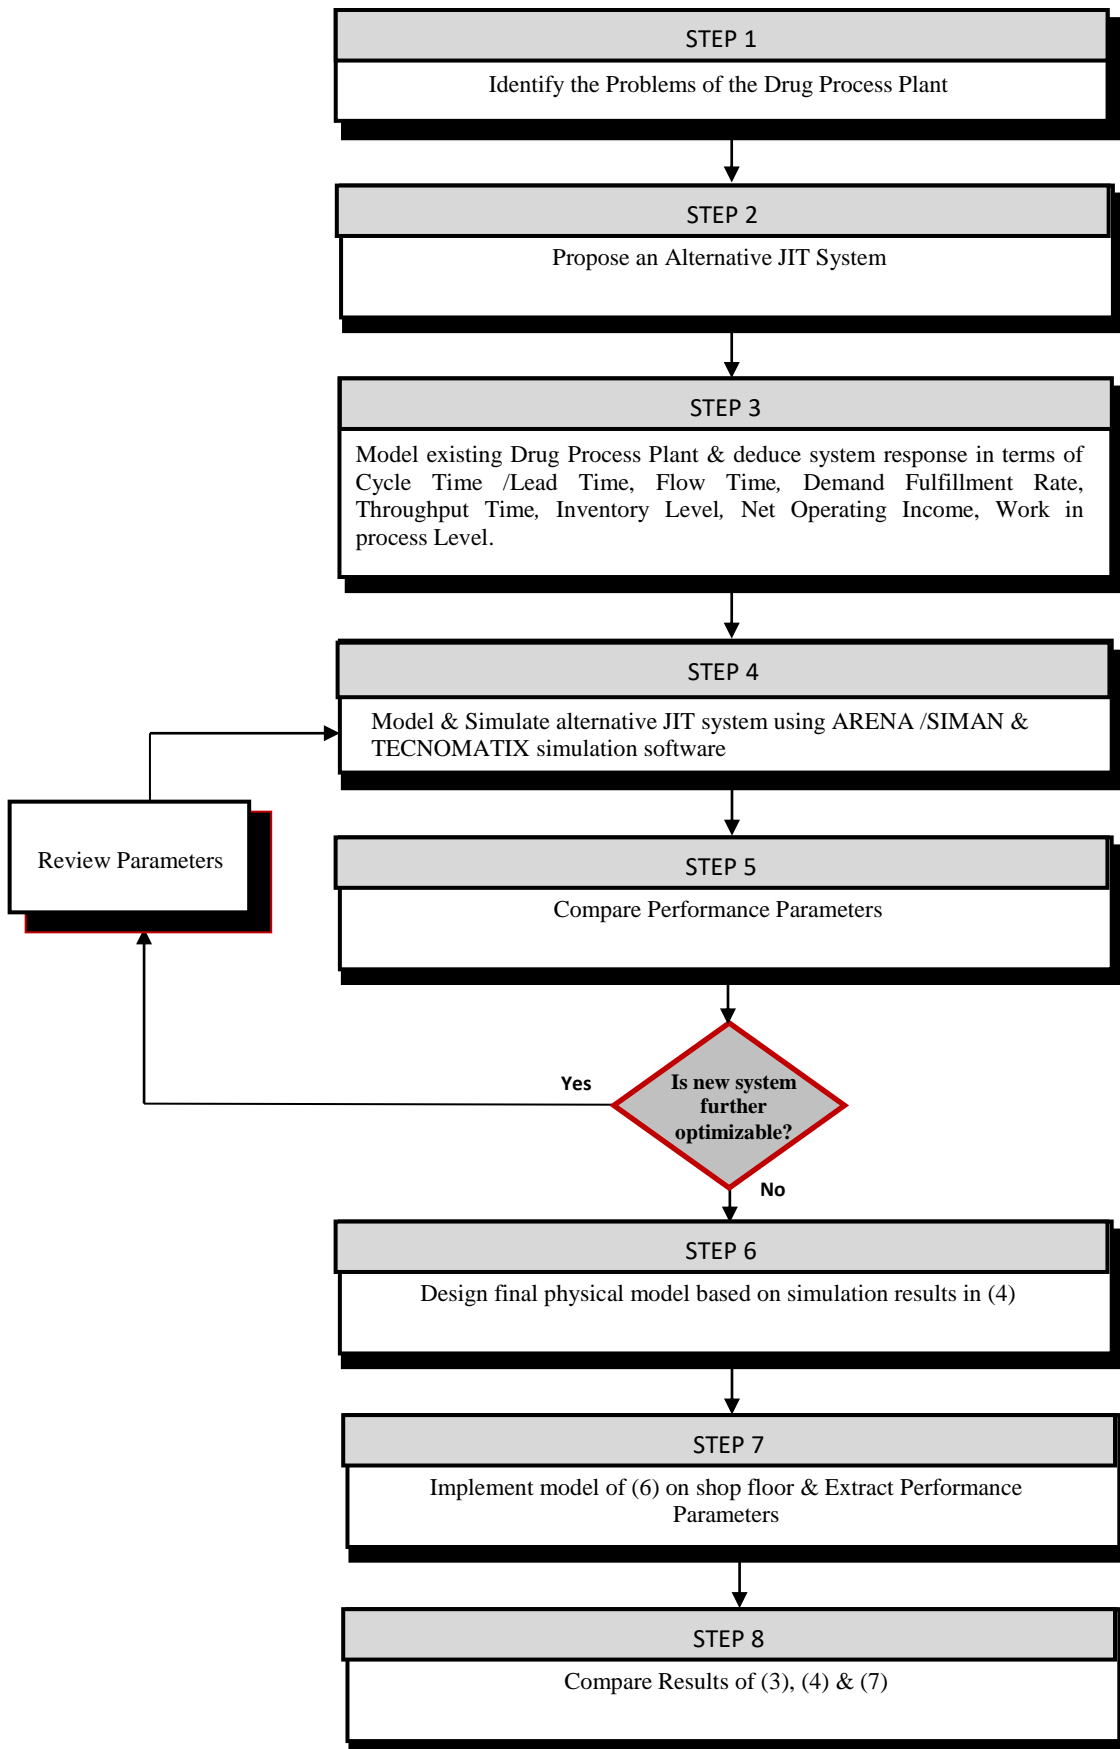 STEP 1
Identify the Problems of the Drug Process Plant
STEP 2
Propose an Alternative JIT System
STEP 3
Model existing Drug Process Plant & deduce system response in terms of
Cycle Time /Lead Time, Flow Time, Demand Fulfillment Rate,
Throughput Time, Inventory Level, Net Operating Income, Work in
process Level.
STEP 4
Model & Simulate alternative JIT system using ARENA /SIMAN &
TECNOMATIX simulation software
Review Parameters
STEP 5
Compare Performance Parameters
Yes
Is new system
further
optimizable?
No
STEP 6
Design final physical model based on simulation results in (4)
STEP 7
Implement model of (6) on shop floor & Extract Performance
Parameters
STEP 8
Compare Results of (3), (4) & (7)